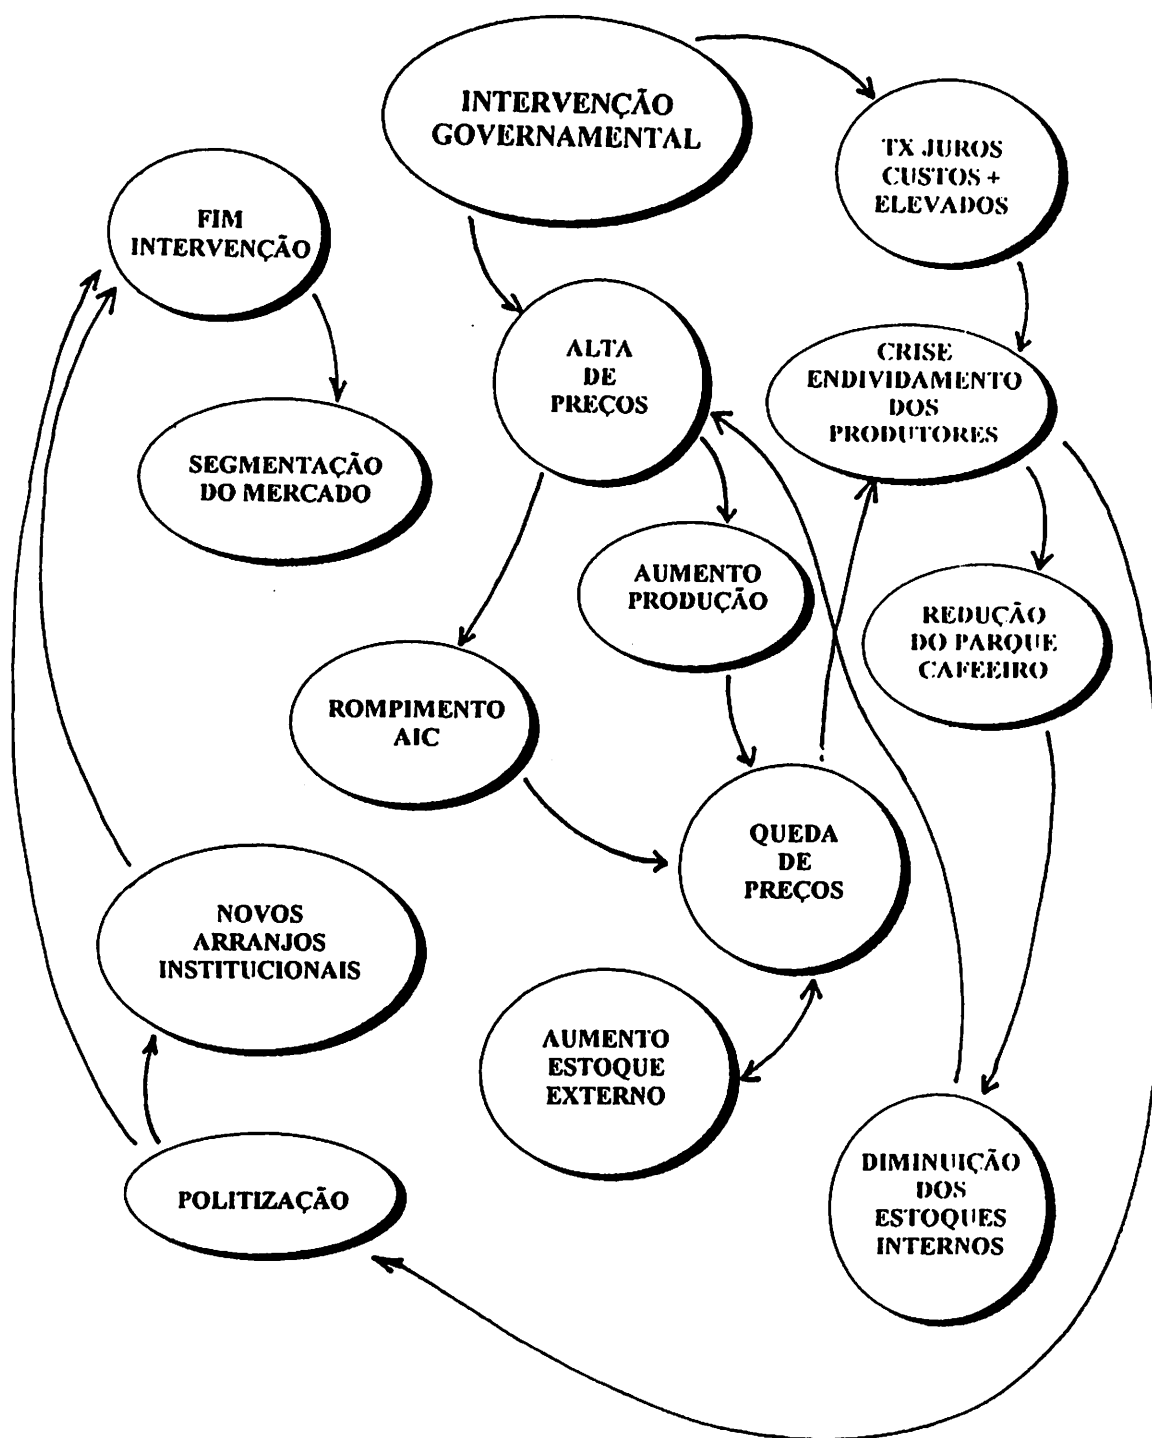 INTERVENÇÃO
GOVERNAMENTAL
TX JUROS
CUSTOS +
ELEVADOS
FIM
INTERVENÇÃO
ALTA
DE
PREÇOS
CRISE
ENDIVIDAMENTO
DOS
PRODUTORES
SEGMENTAÇÃO
DO MERCADO
AUMENTO
PRODUÇÃO
REDUÇÃO
DO PARQUE
CAFEEIRO
ROMPIMENTO
AIC
QUEDA
DE
PREÇOS
NOVOS
ARRANJOS
INSTITUCIONAIS
AUMENTO
ESTOQUE
EXTERNO
POLITIZAÇÃO
DIMINUIÇÃO
DOS
ESTOQUES
INTERNOS